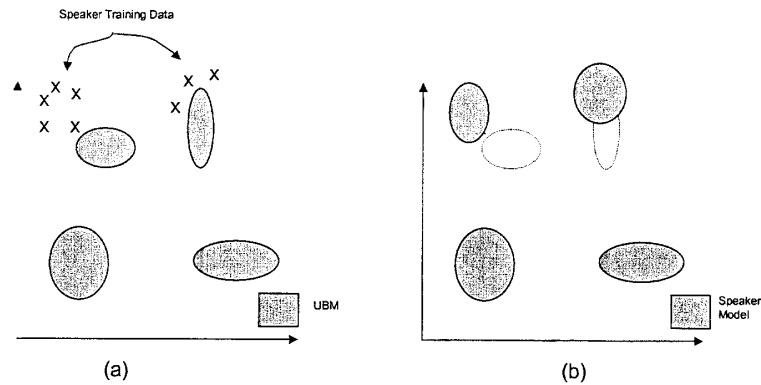 Speaker Training Data
X X X X X
X X X
UBM
Speaker
Model
(a)
(b)